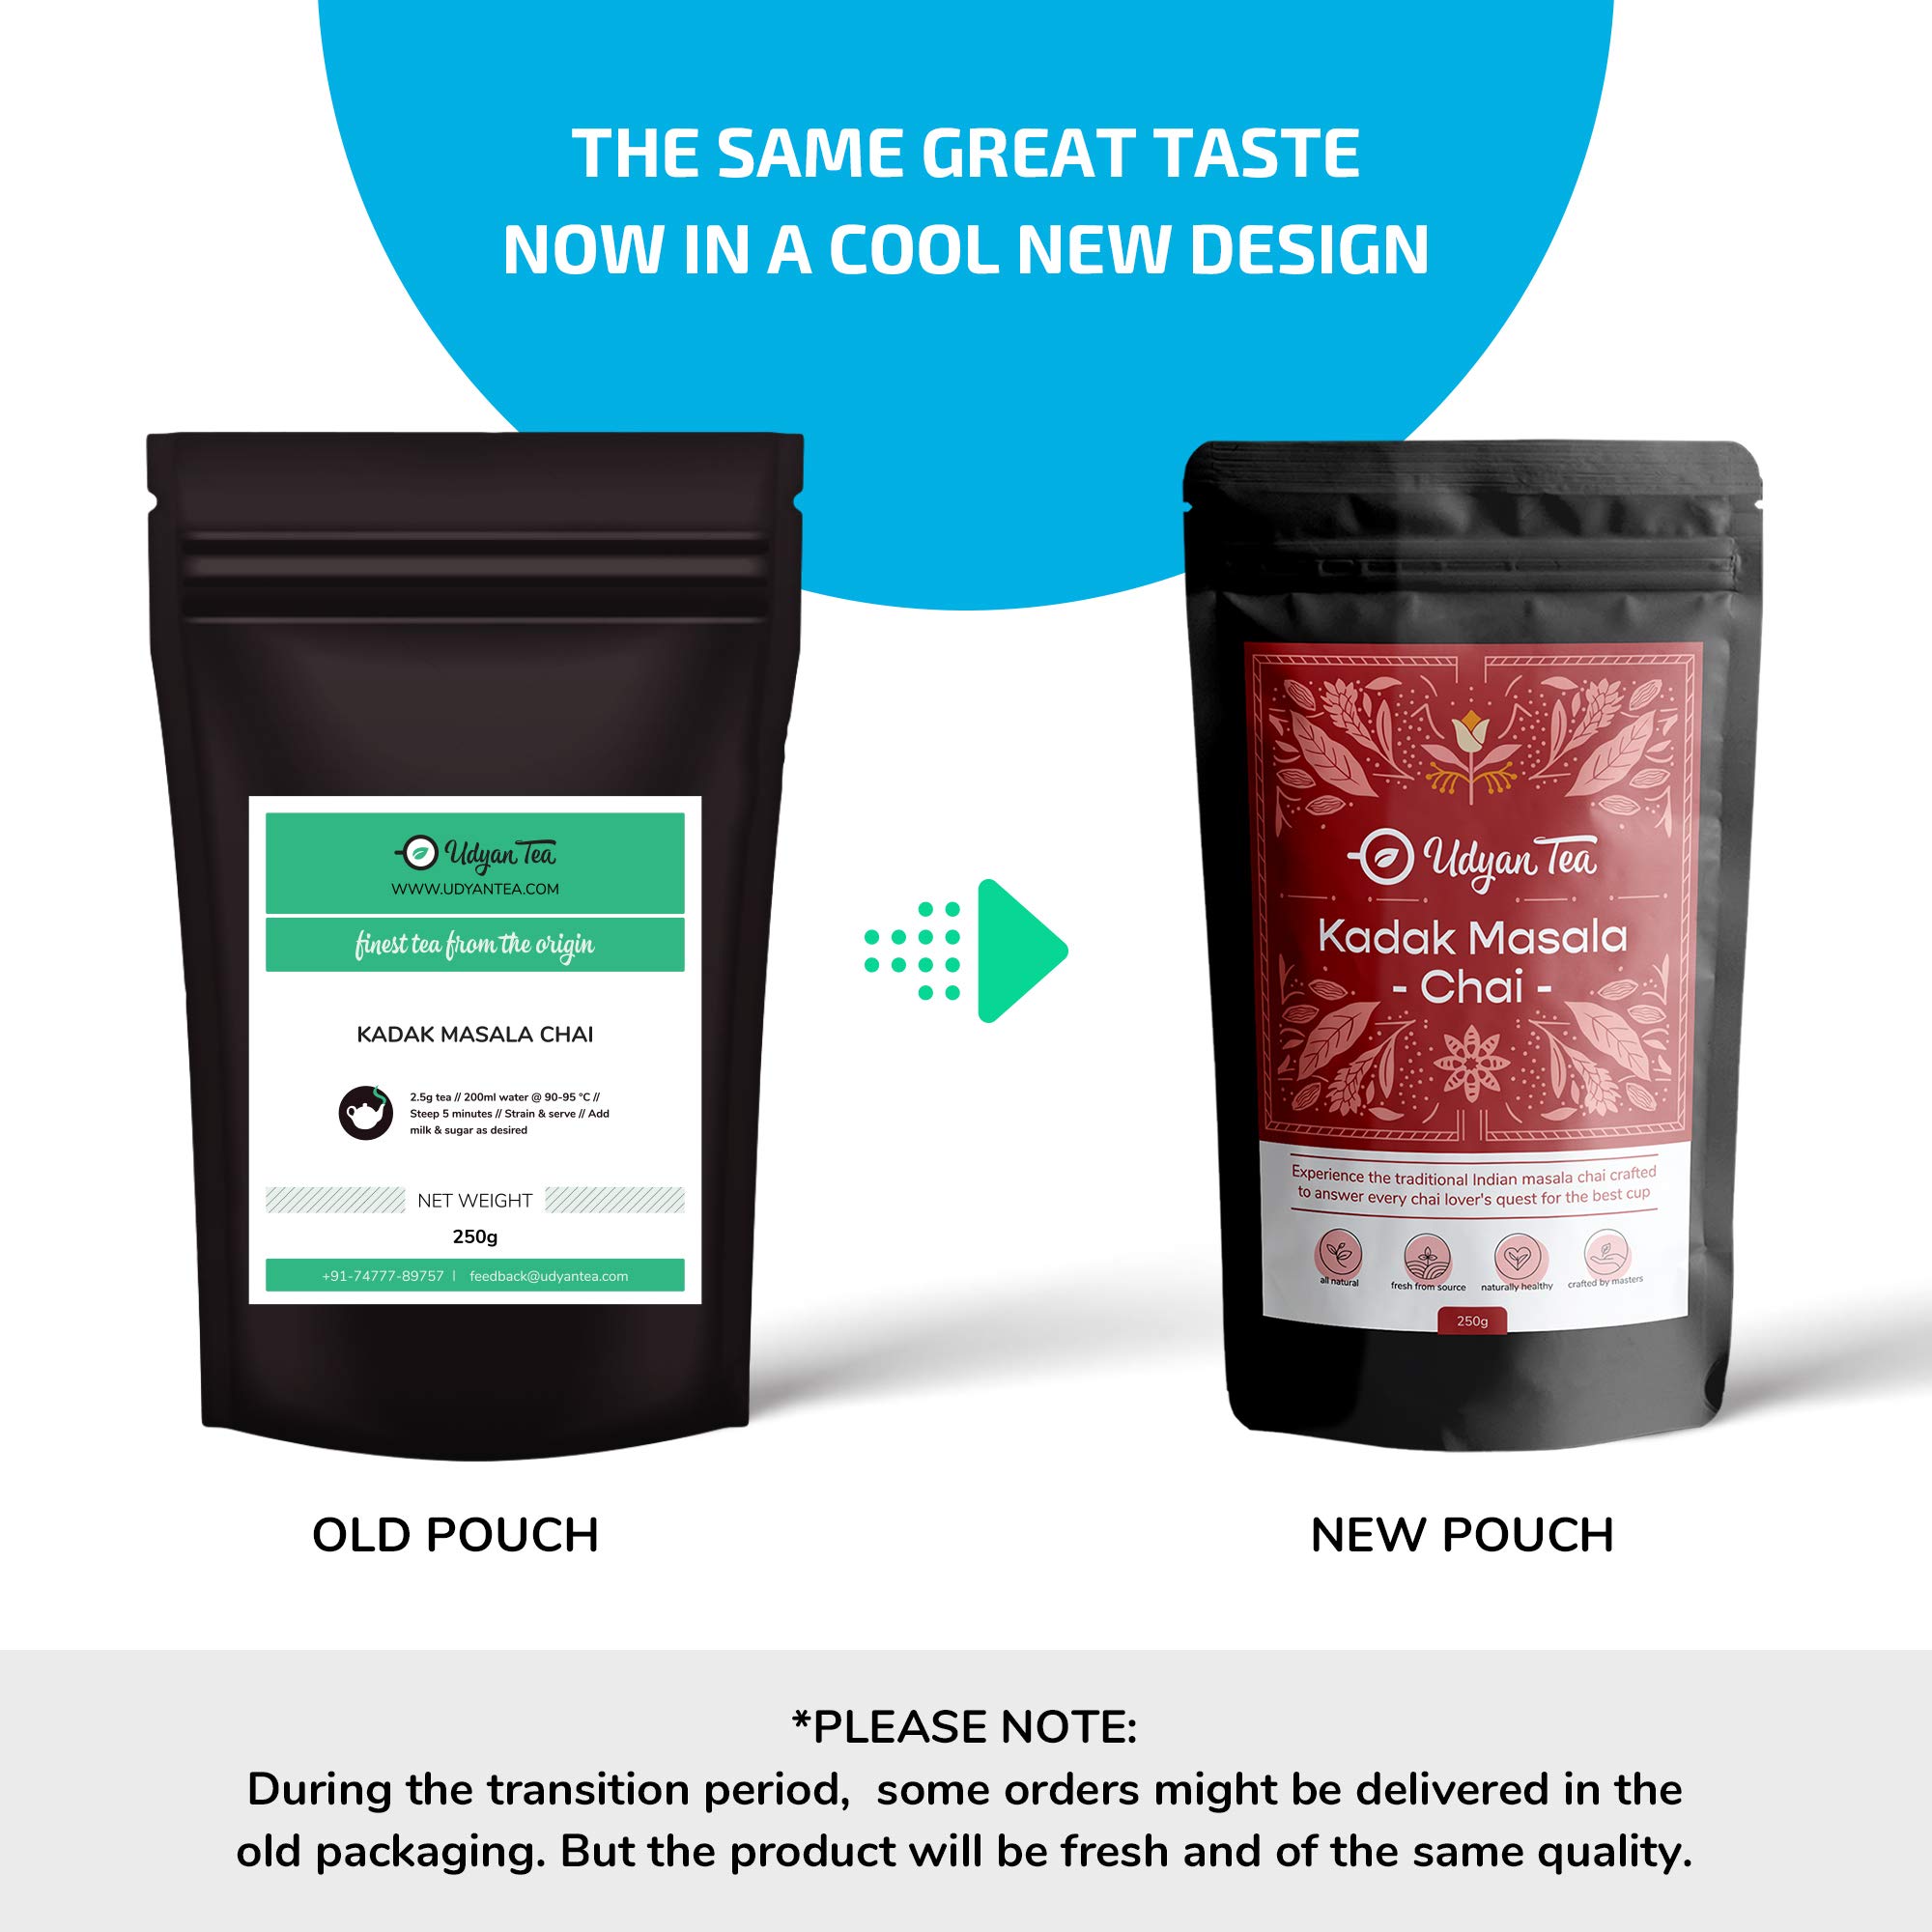 THE SAME GREAT TASTE
NOW IN A COOL NEW DESIGN
Udyan Tea
WWW.UDYANTEA.COM
finest tea from the origin
KADAK MASALA CHAI
2.5g tea // 200ml water @ 90-95 °C //
Steep 5 minutes // Strain & serve // Add
milk & sugar as desired
NET WEIGHT
250g
+91-74777-89757 | feedback@udyantea.com
OLD POUCH
Udyan Tea
Kadak Masala
- Chai -
Experience the traditional Indian masala chai crafted
to answer every chai lover's quest for the best cup
all natural
fresh from source
naturally healthy
crafted by masters
250g
NEW POUCH
*PLEASE NOTE:
During the transition period, some orders might be delivered in the
old packaging. But the product will be fresh and of the same quality.